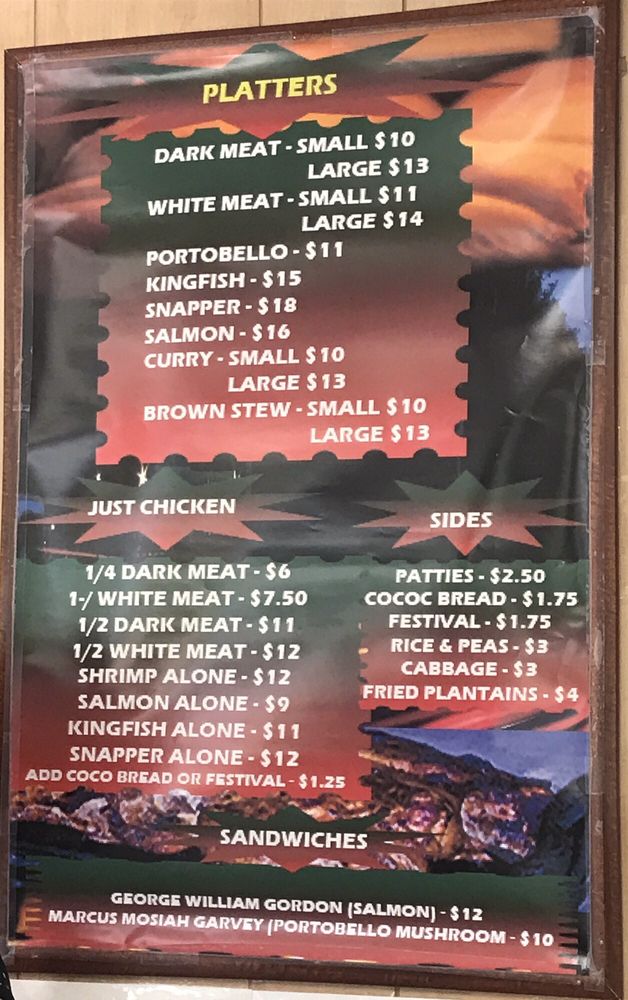 PLATTERS
DARK MEAT - SMALL $10
LARGE $13
WHITE MEAT - SMALL $11
LARGE $14
PORTOBELLO - $11
KINGFISH - $15
SNAPPER - $18
SALMON - $16
CURRY - SMALL $10
LARGE $13
BROWN STEW - SMALL $10
LARGE $13
JUST CHICKEN
1/4 DARK MEAT - $6
1-/ WHITE MEAT - $7.50
1/2 DARK MEAT - $11
1/2 WHITE MEAT - $12
SHRIMP ALONE - $12
SALMON ALONE - $9
KINGFISH ALONE - $11
SNAPPER ALONE - $12
ADD COCO BREAD OR FESTIVAL - $1.25
SIDES
PATTIES - $2.50
COCOC BREAD - $1.75
FESTIVAL - $1.75
RICE & PEAS - $3
CABBAGE - $3
FRIED PLANTAINS - $4
SANDWICHES
GEORGE WILLIAM GORDON (SALMON) - $12
MARCUS MOSIAH GARVEY (PORTOBELLO MUSHROOM - $10